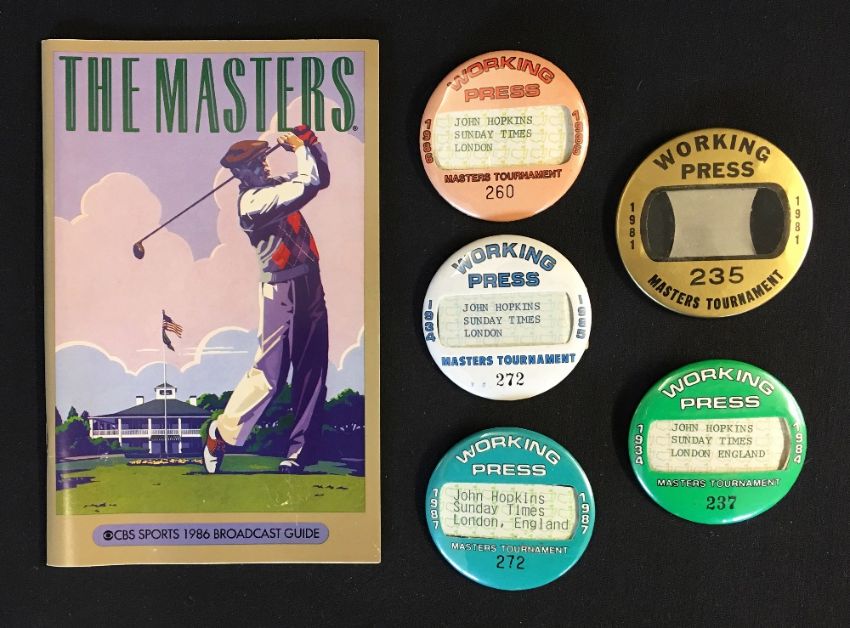 THE MASTERS®
CBS SPORTS 1986 BROADCAST GUIDE
WORKING
PRESS
1986
JOHN HOPKINS
SUNDAY TIMES
LONDON
1986
MASTERS TOURNAMENT
260
WORKING
PRESS
1934
JOHN HOPKINS
SUNDAY TIMES
LONDON
1985
MASTERS TOURNAMENT
272
WORKING
PRESS
1987
John Hopkins
Sunday Times
London, England
1987
MASTERS TOURNAMENT
272
WORKING
PRESS
1981
1981
235
MASTERS TOURNAMENT
WORKING
PRESS
1934
JOHN HOPKINS
SUNDAY TIMES
LONDON ENGLAND
1984
MASTERS TOURNAMENT
237